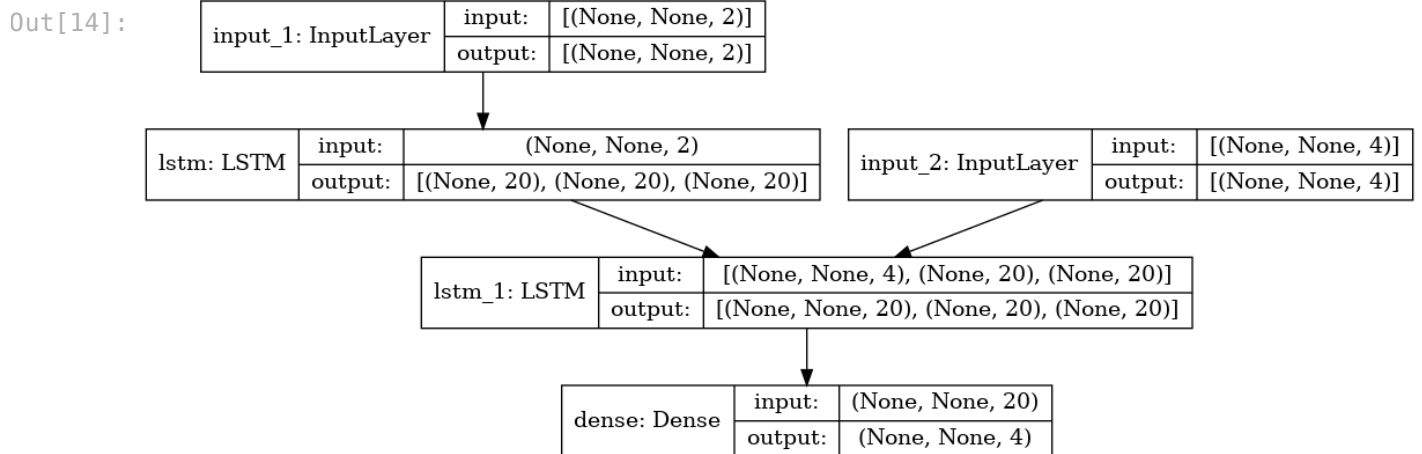 Out[14]:
input_1: InputLayer
input: [(None, None, 2)]
output: [(None, None, 2)]
lstm: LSTM
input: (None, None, 2)
output: [(None, 20), (None, 20), (None, 20)]
input_2: InputLayer
input: [(None, None, 4)]
output: [(None, None, 4)]
lstm_1: LSTM
input: [(None, None, 4), (None, 20), (None, 20)]
output: [(None, None, 20), (None, 20), (None, 20)]
dense: Dense
input: (None, None, 20)
output: (None, None, 4)